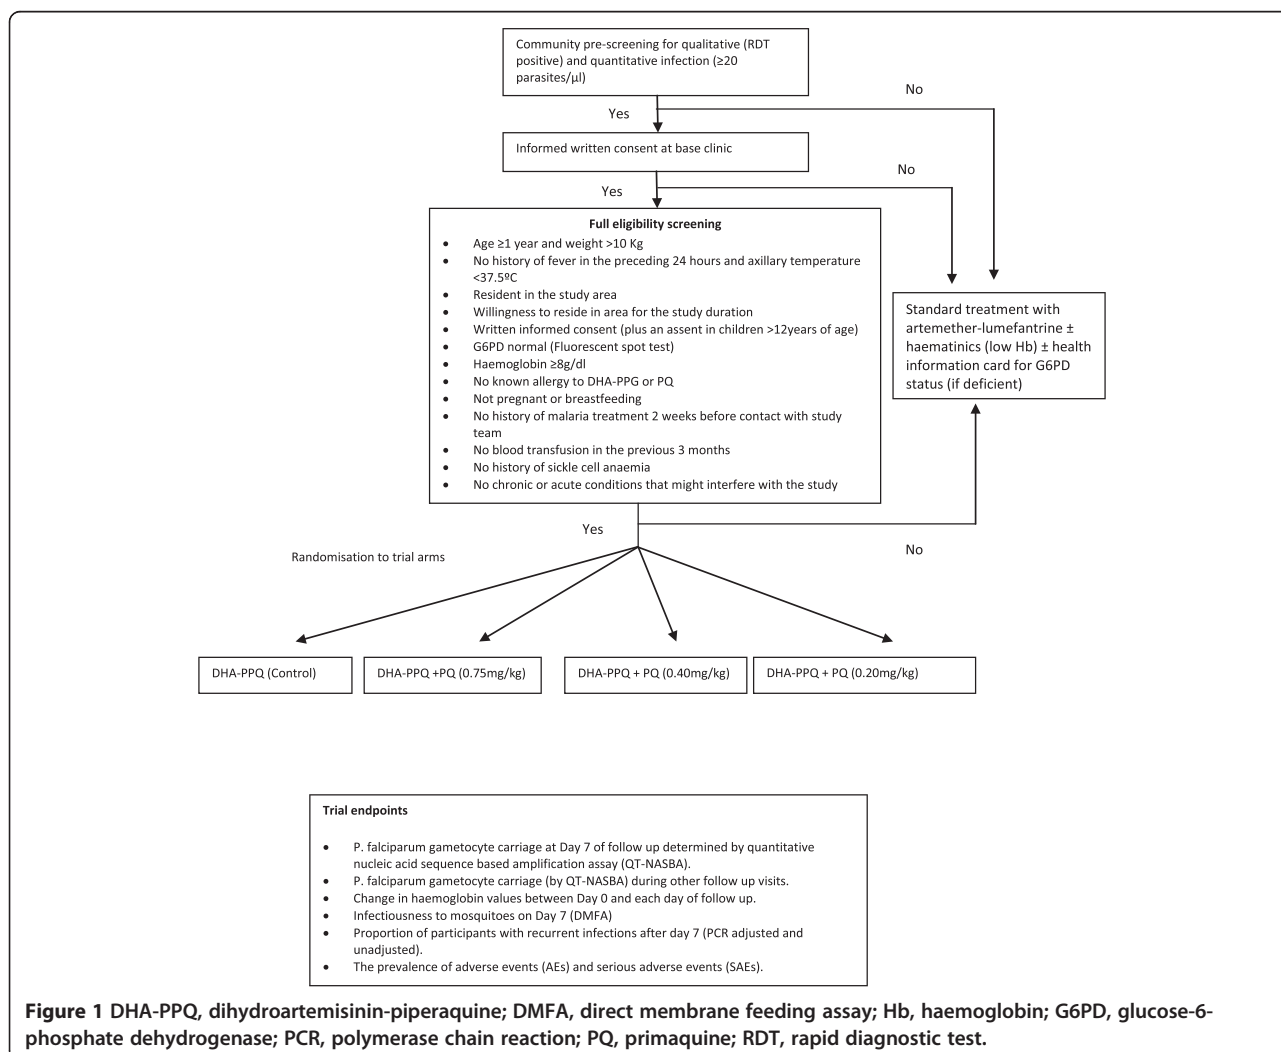 Community pre-screening for qualitative (RDT
positive) and quantitative infection (≥20
parasites/µl)
No
Yes
Informed written consent at base clinic
No
Yes
Full eligibility screening
• Age ≥1 year and weight >10 Kg
• No history of fever in the preceding 24 hours and axillary temperature
<37.5ºC
• Resident in the study area
• Willingness to reside in area for the study duration
• Written informed consent (plus an assent in children >12years of age)
• G6PD normal (Fluorescent spot test)
• Haemoglobin ≥8g/dl
• No known allergy to DHA-PPG or PQ
• Not pregnant or breastfeeding
• No history of malaria treatment 2 weeks before contact with study
team
• No blood transfusion in the previous 3 months
• No history of sickle cell anaemia
• No chronic or acute conditions that might interfere with the study
Standard treatment with
artemether-lumefantrine ±
haematinics (low Hb) ± health
information card for G6PD
status (if deficient)
Yes
No
Randomisation to trial arms
DHA-PPQ (Control)
DHA-PPQ +PQ (0.75mg/kg)
DHA-PPQ + PQ (0.40mg/kg)
DHA-PPQ + PQ (0.20mg/kg)
Trial endpoints
• P. falciparum gametocyte carriage at Day 7 of follow up determined by quantitative
nucleic acid sequence based amplification assay (QT-NASBA).
• P. falciparum gametocyte carriage (by QT-NASBA) during other follow up visits.
• Change in haemoglobin values between Day 0 and each day of follow up.
• Infectiousness to mosquitoes on Day 7 (DMFA)
• Proportion of participants with recurrent infections after day 7 (PCR adjusted and
unadjusted).
• The prevalence of adverse events (AEs) and serious adverse events (SAEs).
Figure 1 DHA-PPQ, dihydroartemisinin-piperaquine; DMFA, direct membrane feeding assay; Hb, haemoglobin; G6PD, glucose-6-
phosphate dehydrogenase; PCR, polymerase chain reaction; PQ, primaquine; RDT, rapid diagnostic test.